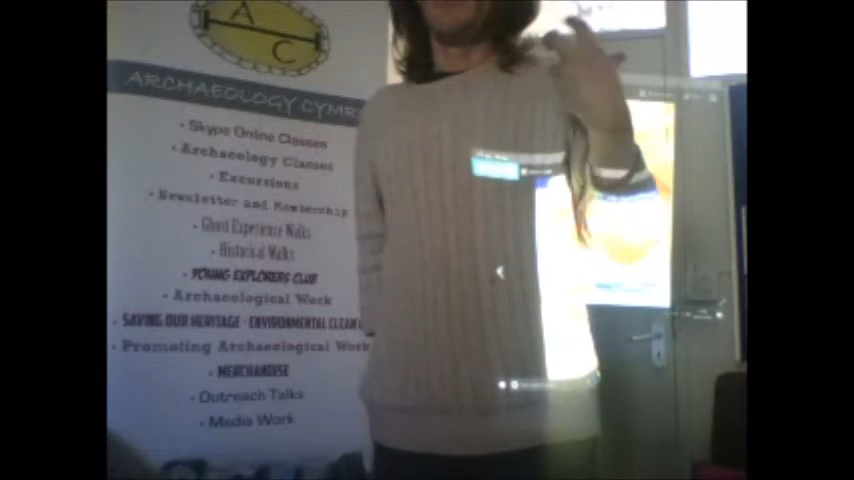 A
C
ARCHAEOLOGY CYMR
• Skype Online Classes
• Archaeology Classes
• Excursions
• Newsletter and Membership
• Ghost Experience Walks
• Historical Walks
• YOUNG EXPLORERS CLUB
• Archaeological Work
• SAVING OUR HERITAGE - ENVIRONMENTAL CLEAN
• Promoting Archaeological Work
• MERCHANDISE
• Outreach Talks
• Media Work